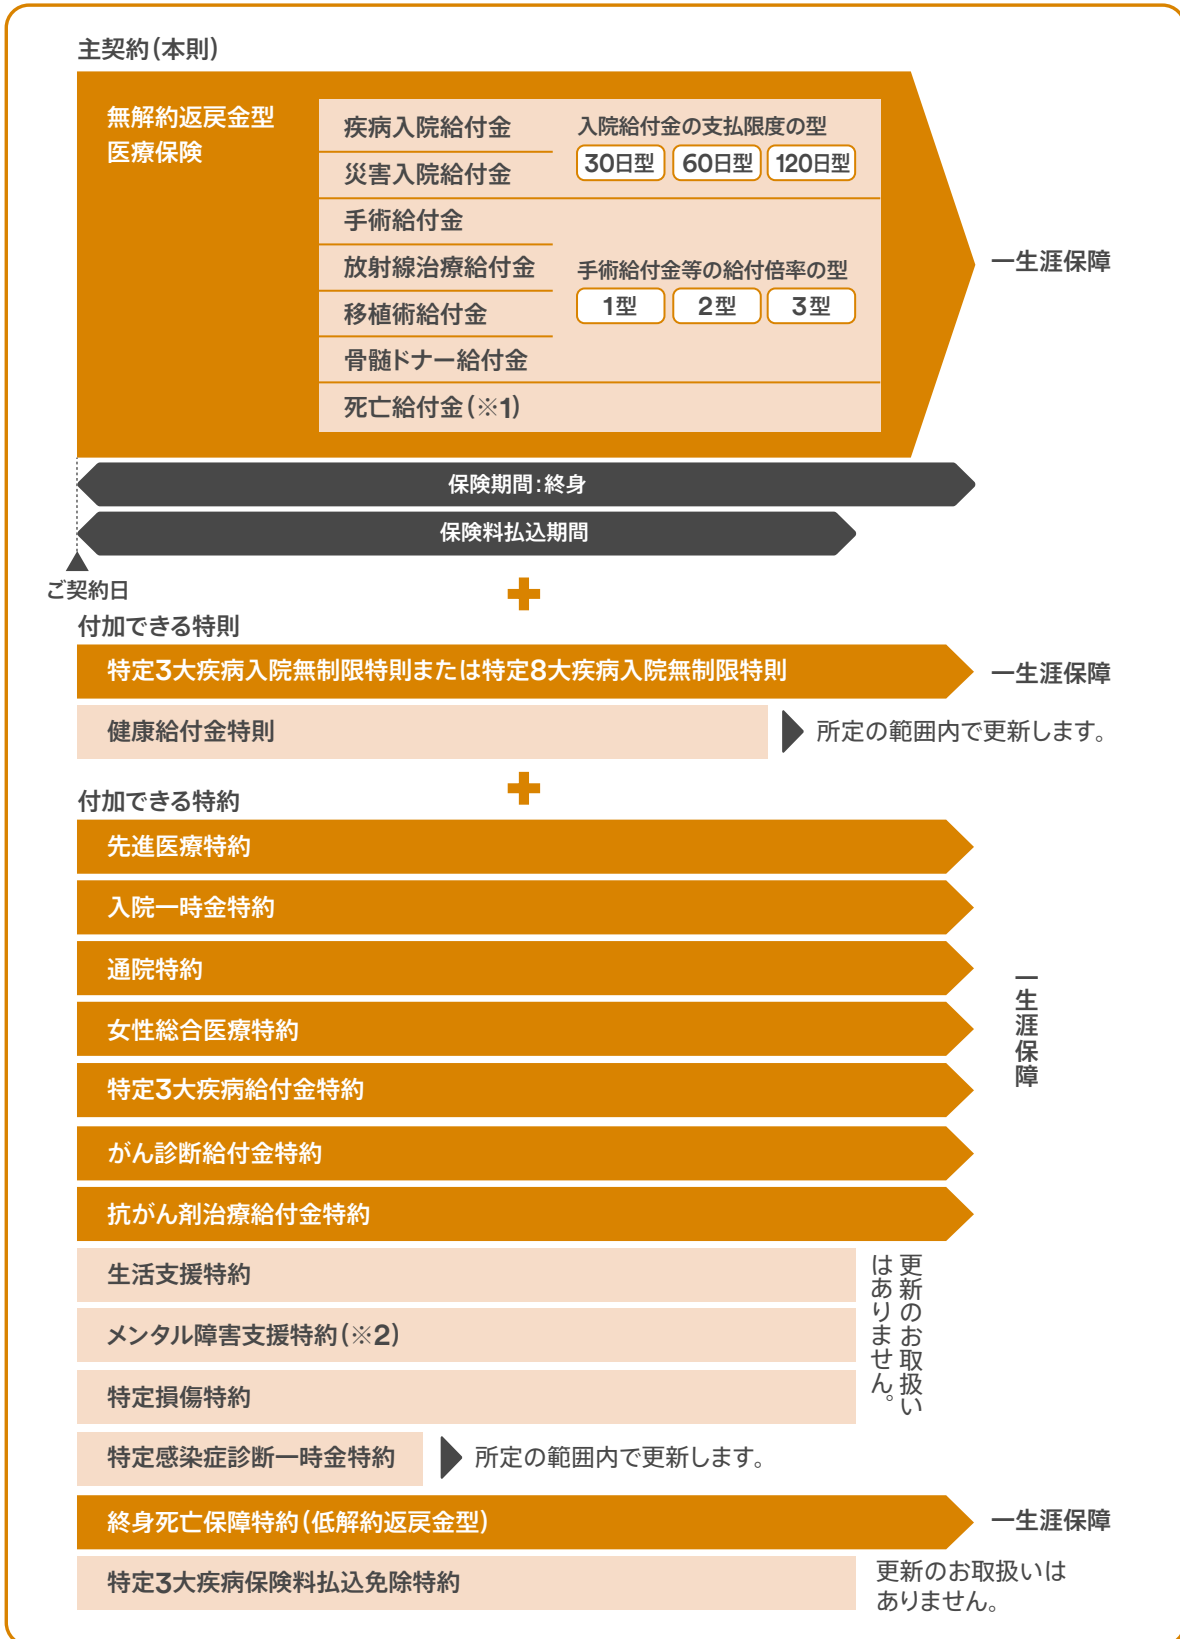 主契約(本則)
無解約返戻金型
医療保険
疾病入院給付金
災害入院給付金
入院給付金の支払限度の型
30日型 60日型 120日型
手術給付金
放射線治療給付金
移植術給付金
骨髄ドナー給付金
手術給付金等の給付倍率の型
1型 2型 3型
死亡給付金(※1)
一生涯保障
保険期間:終身
保険料払込期間
ご契約日
付加できる特則
特定3大疾病入院無制限特則または特定8大疾病入院無制限特則
一生涯保障
健康給付金特則
所定の範囲内で更新します。
付加できる特約
先進医療特約
入院一時金特約
通院特約
女性総合医療特約
特定3大疾病給付金特約
がん診断給付金特約
抗がん剤治療給付金特約
一生涯保障
生活支援特約
メンタル障害支援特約(※2)
特定損傷特約
更新のお取扱い
はありません。
特定感染症診断一時金特約
所定の範囲内で更新します。
終身死亡保障特約(低解約返戻金型)
一生涯保障
特定3大疾病保険料払込免除特約
更新のお取扱いは
ありません。